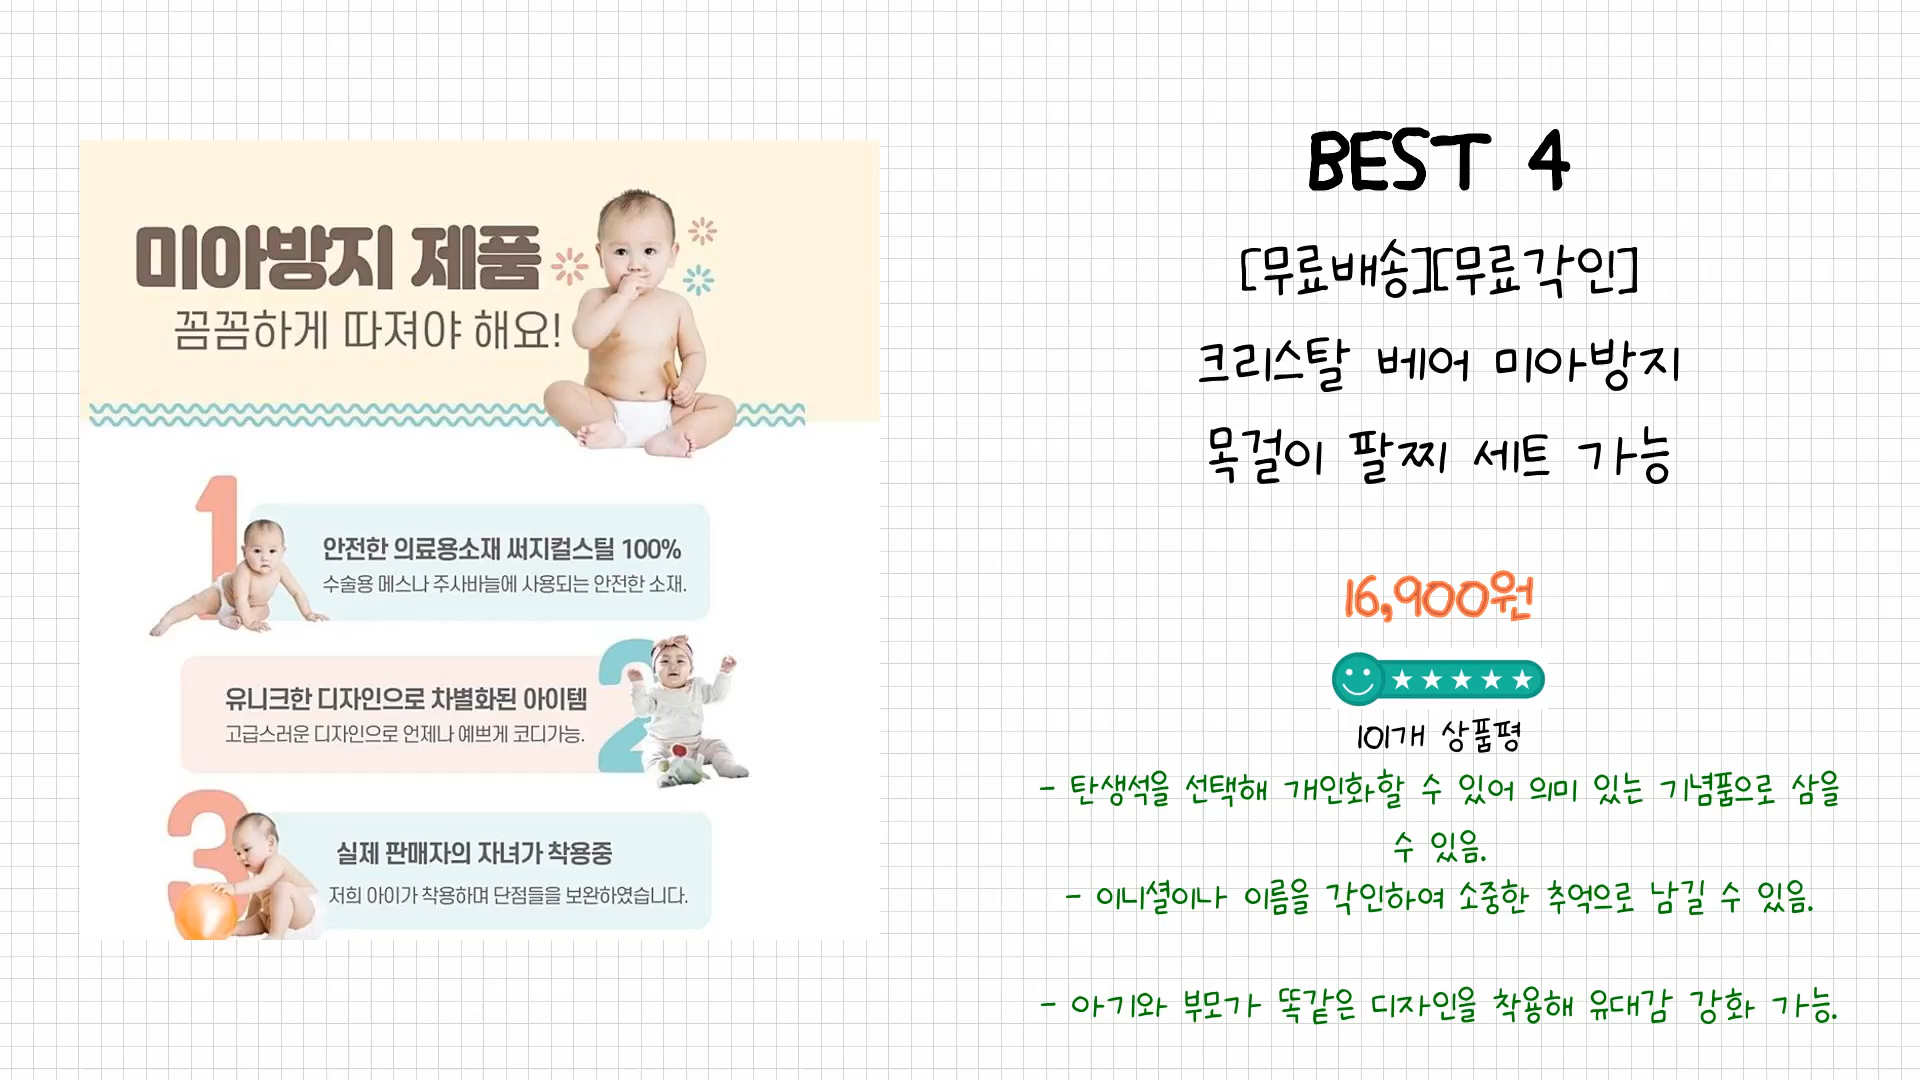 미아방지 제품
꼼꼼하게 따져야 해요!
1
안전한 의료용소재 써지컬스틸 100%
수술용 메스나 주사바늘에 사용되는 안전한 소재.
2
유니크한 디자인으로 차별화된 아이템
고급스러운 디자인으로 언제나 예쁘게 코디가능.
3
실제 판매자의 자녀가 착용중
저희 아이가 착용하며 단점들을 보완하였습니다.
BEST 4
[무료배송][무료각인]
크리스탈 베어 미아방지
목걸이 팔찌 세트 가능
16,900원
101개 상품평
- 탄생석을 선택해 개인화할 수 있어 의미 있는 기념품으로 삼을
수 있음.
- 이니셜이나 이름을 각인하여 소중한 추억으로 남길 수 있음.
- 아기와 부모가 똑같은 디자인을 착용해 유대감 강화 가능.